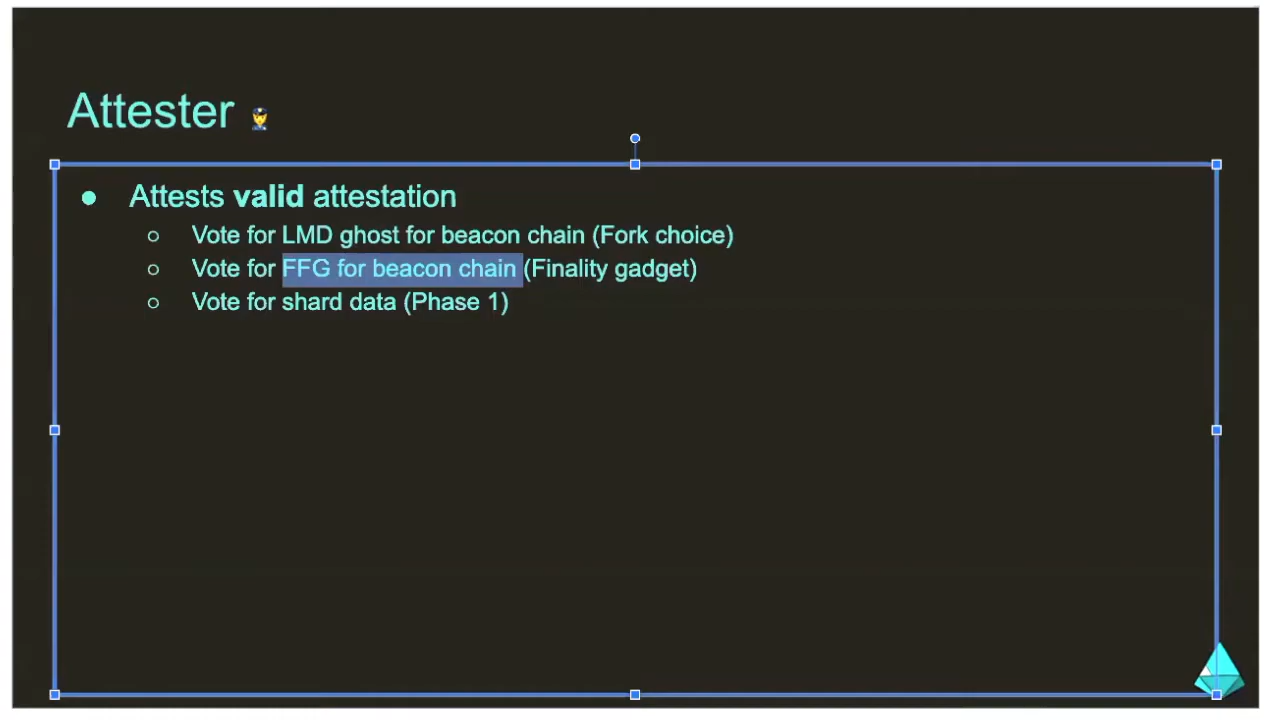 Attester
Attests valid attestation
Vote for LMD ghost for beacon chain (Fork choice)
Vote for FFG for beacon chain (Finality gadget)
Vote for shard data (Phase 1)